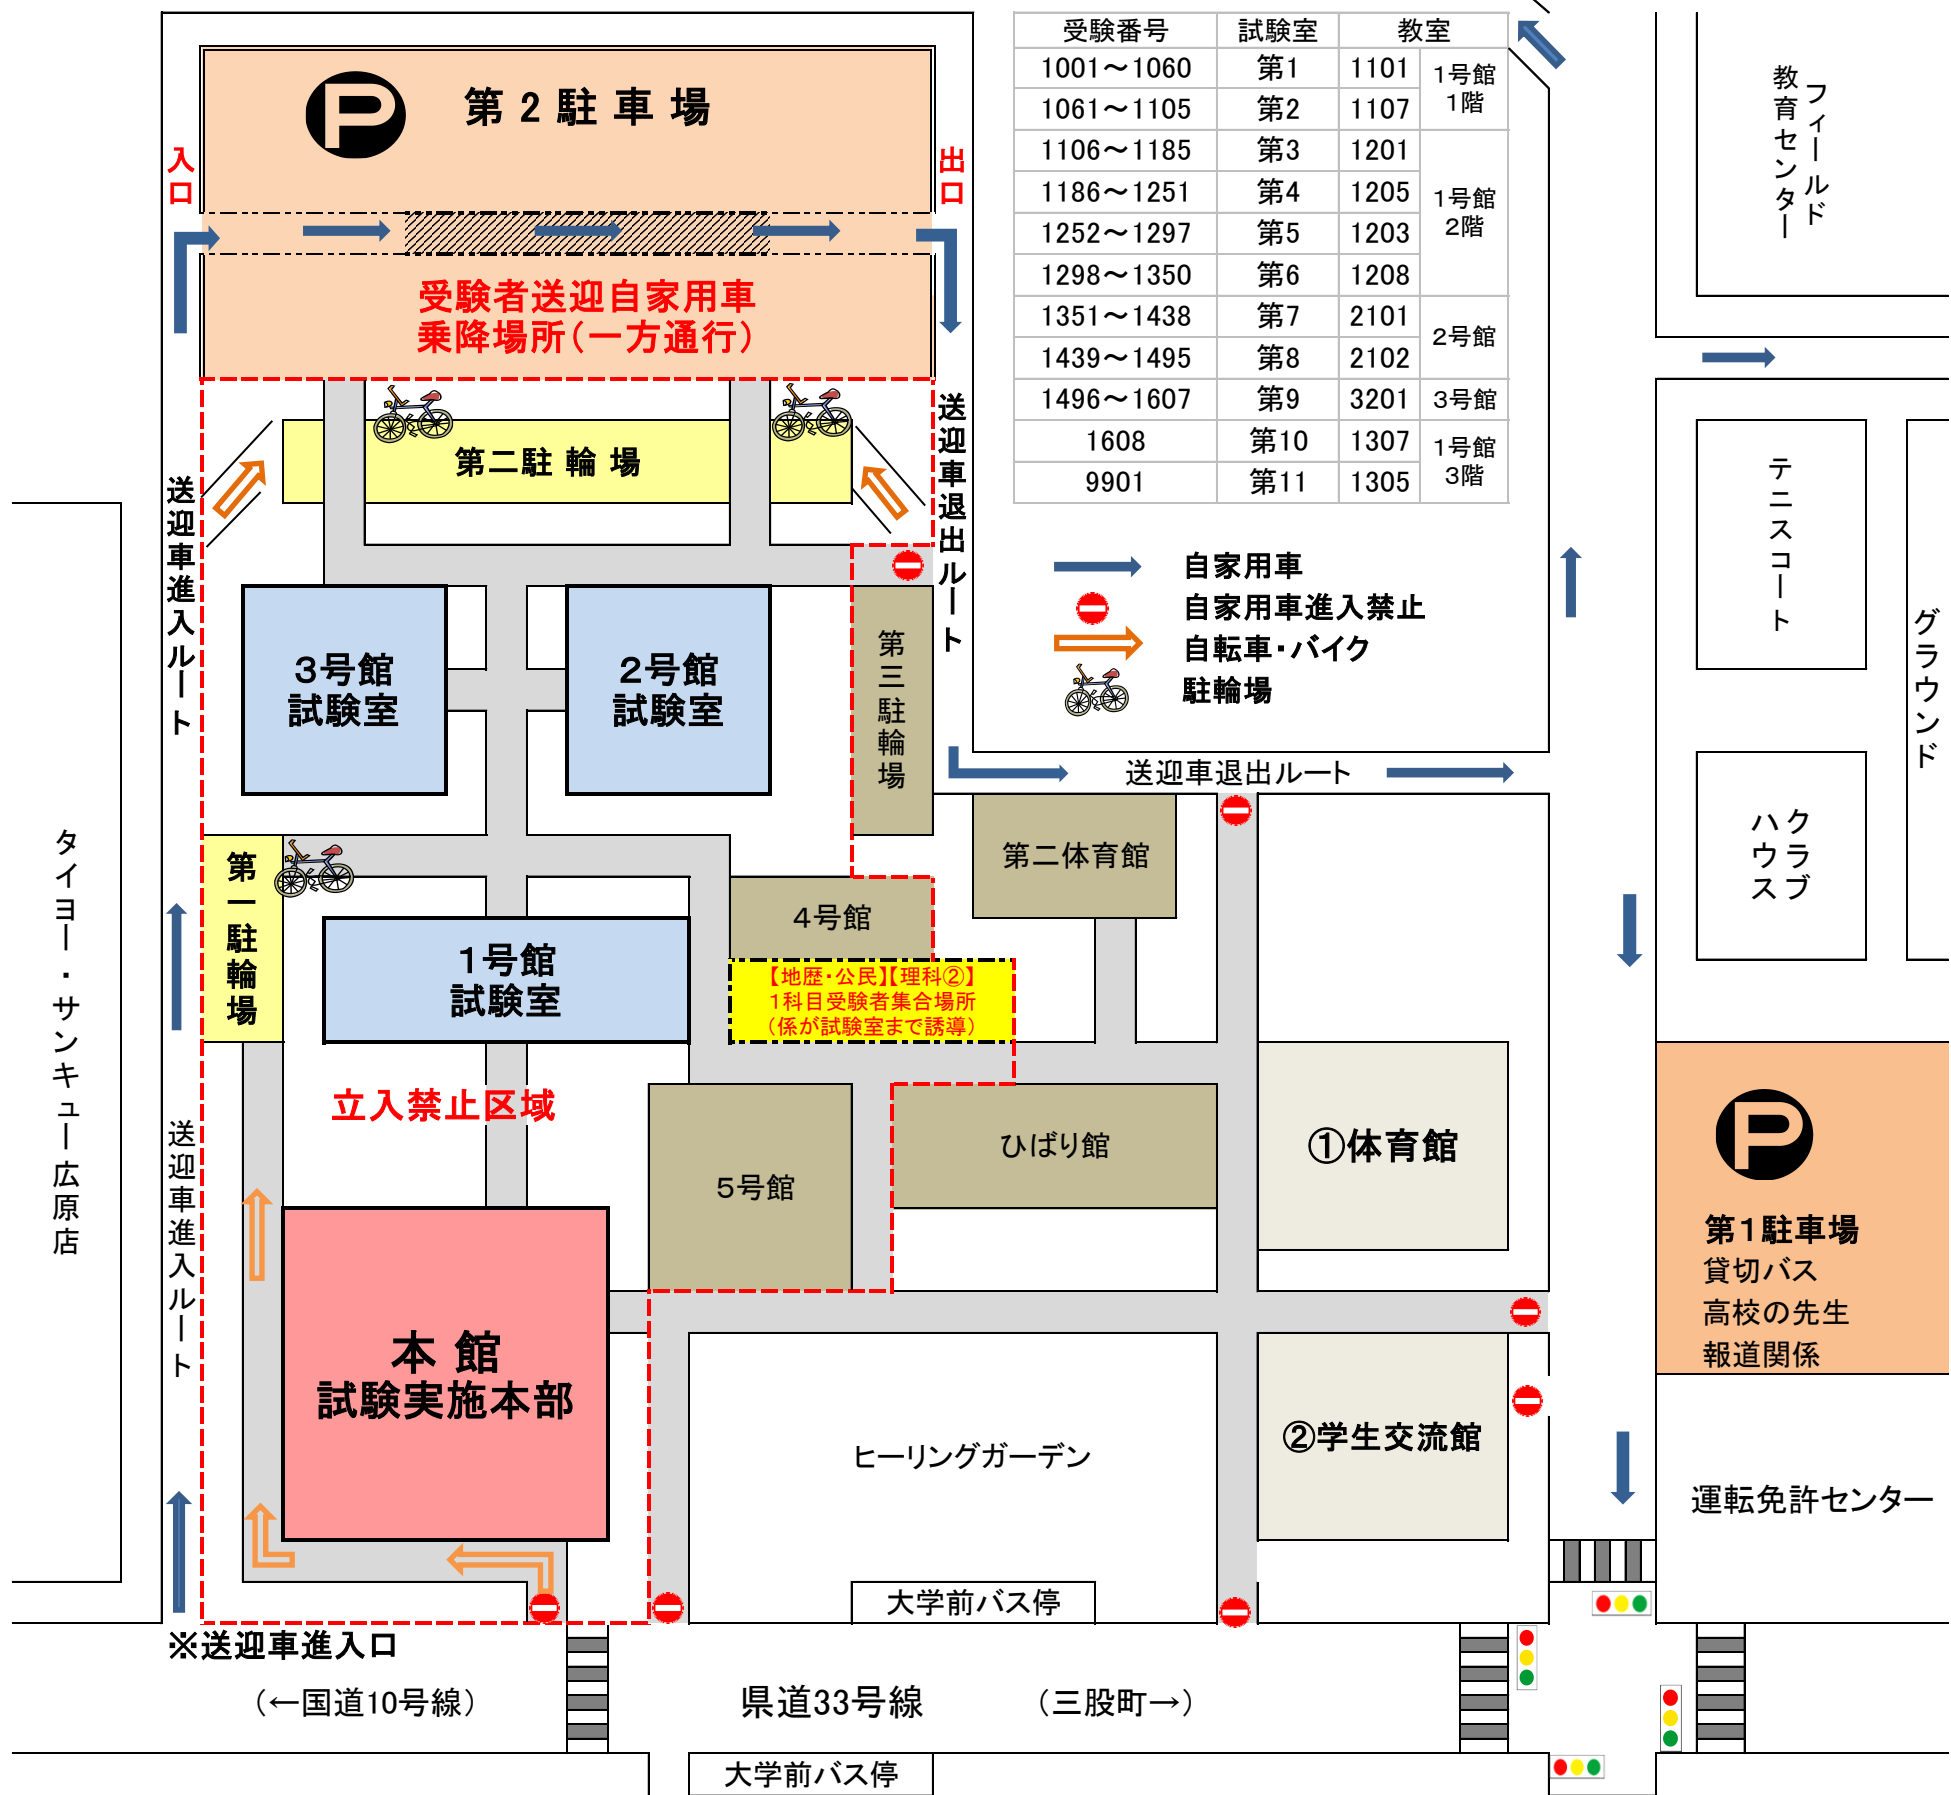 受験番号 試験室 教室
1001～1060 第1 1101 1号館1階
1061～1105 第2 1107
1106～1185 第3 1201 1号館2階
1186～1251 第4 1205
1252～1297 第5 1203
1298～1350 第6 1208
1351～1438 第7 2101 2号館
1439～1495 第8 2102
1496～1607 第9 3201 3号館
1608 第10 1307 1号館3階
9901 第11 1305
P
第2駐車場
入口
出口
受験者送迎自家用車
乗降場所(一方通行)
フィールド
教育センター
第二駐輪場
送迎車進入ルート
送迎車退出ルート
自家用車
自家用車進入禁止
自転車・バイク
駐輪場
テニスコート
グラウンド
3号館
試験室
2号館
試験室
第三駐輪場
送迎車退出ルート
クラブ
ハウス
タイヨー・サンキュー広原店
第一駐輪場
第二体育館
4号館
1号館
試験室
【地歴・公民】【理科②】
1科目受験者集合場所
(係が試験室まで誘導)
立入禁止区域
送迎車進入ルート
5号館
ひばり館
①体育館
P
第1駐車場
貸切バス
高校の先生
報道関係
本館
試験実施本部
ヒーリングガーデン
②学生交流館
運転免許センター
大学前バス停
※送迎車進入口
(←国道10号線)
県道33号線
(三股町→)
大学前バス停